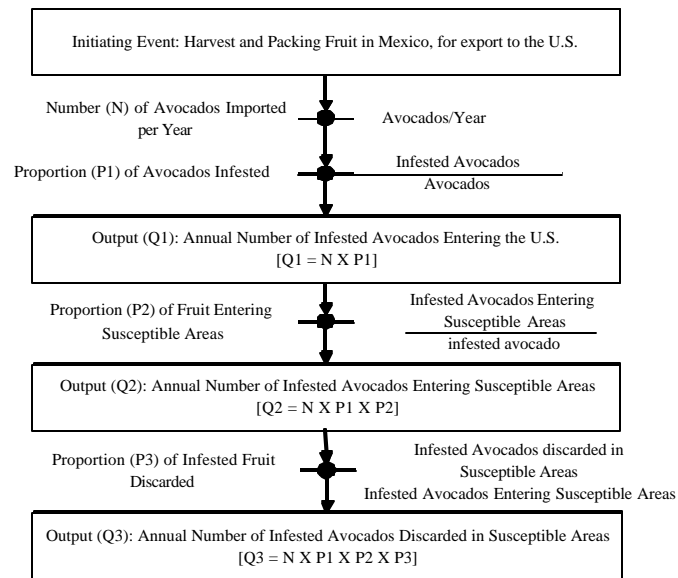 Initiating Event: Harvest and Packing Fruit in Mexico, for export to the U.S.
Number (N) of Avocados Imported
per Year
Avocados/Year
Proportion (P1) of Avocados Infested
Infested Avocados
Avocados
Output (Q1): Annual Number of Infested Avocados Entering the U.S.
[Q1 = N X P1]
Proportion (P2) of Fruit Entering
Susceptible Areas
Infested Avocados Entering
Susceptible Areas
infested avocado
Output (Q2): Annual Number of Infested Avocados Entering Susceptible Areas
[Q2 = N X P1 X P2]
Proportion (P3) of Infested Fruit
Discarded
Infested Avocados discarded in
Susceptible Areas
Infested Avocados Entering Susceptible Areas
Output (Q3): Annual Number of Infested Avocados Discarded in Susceptible Areas
[Q3 = N X P1 X P2 X P3]